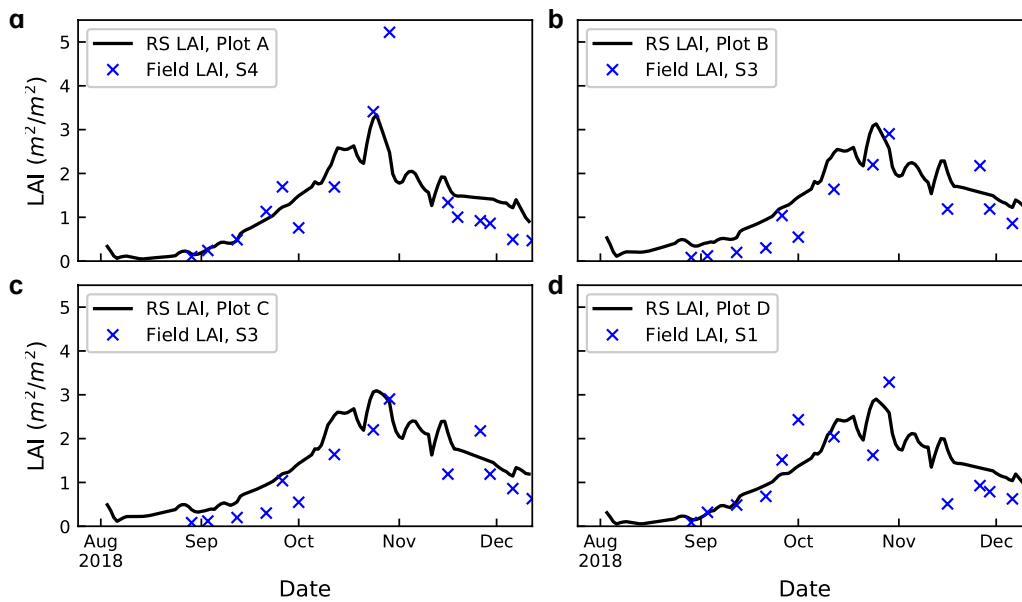 a
RS LAI, Plot A
Field LAI, S4
LAI (m²/m²)
5
4
3
2
1
0
b
RS LAI, Plot B
Field LAI, S3
c
RS LAI, Plot C
Field LAI, S3
LAI (m²/m²)
5
4
3
2
1
0
Aug
2018
Sep
Oct
Nov
Dec
Date
d
RS LAI, Plot D
Field LAI, S1
Aug
2018
Sep
Oct
Nov
Dec
Date